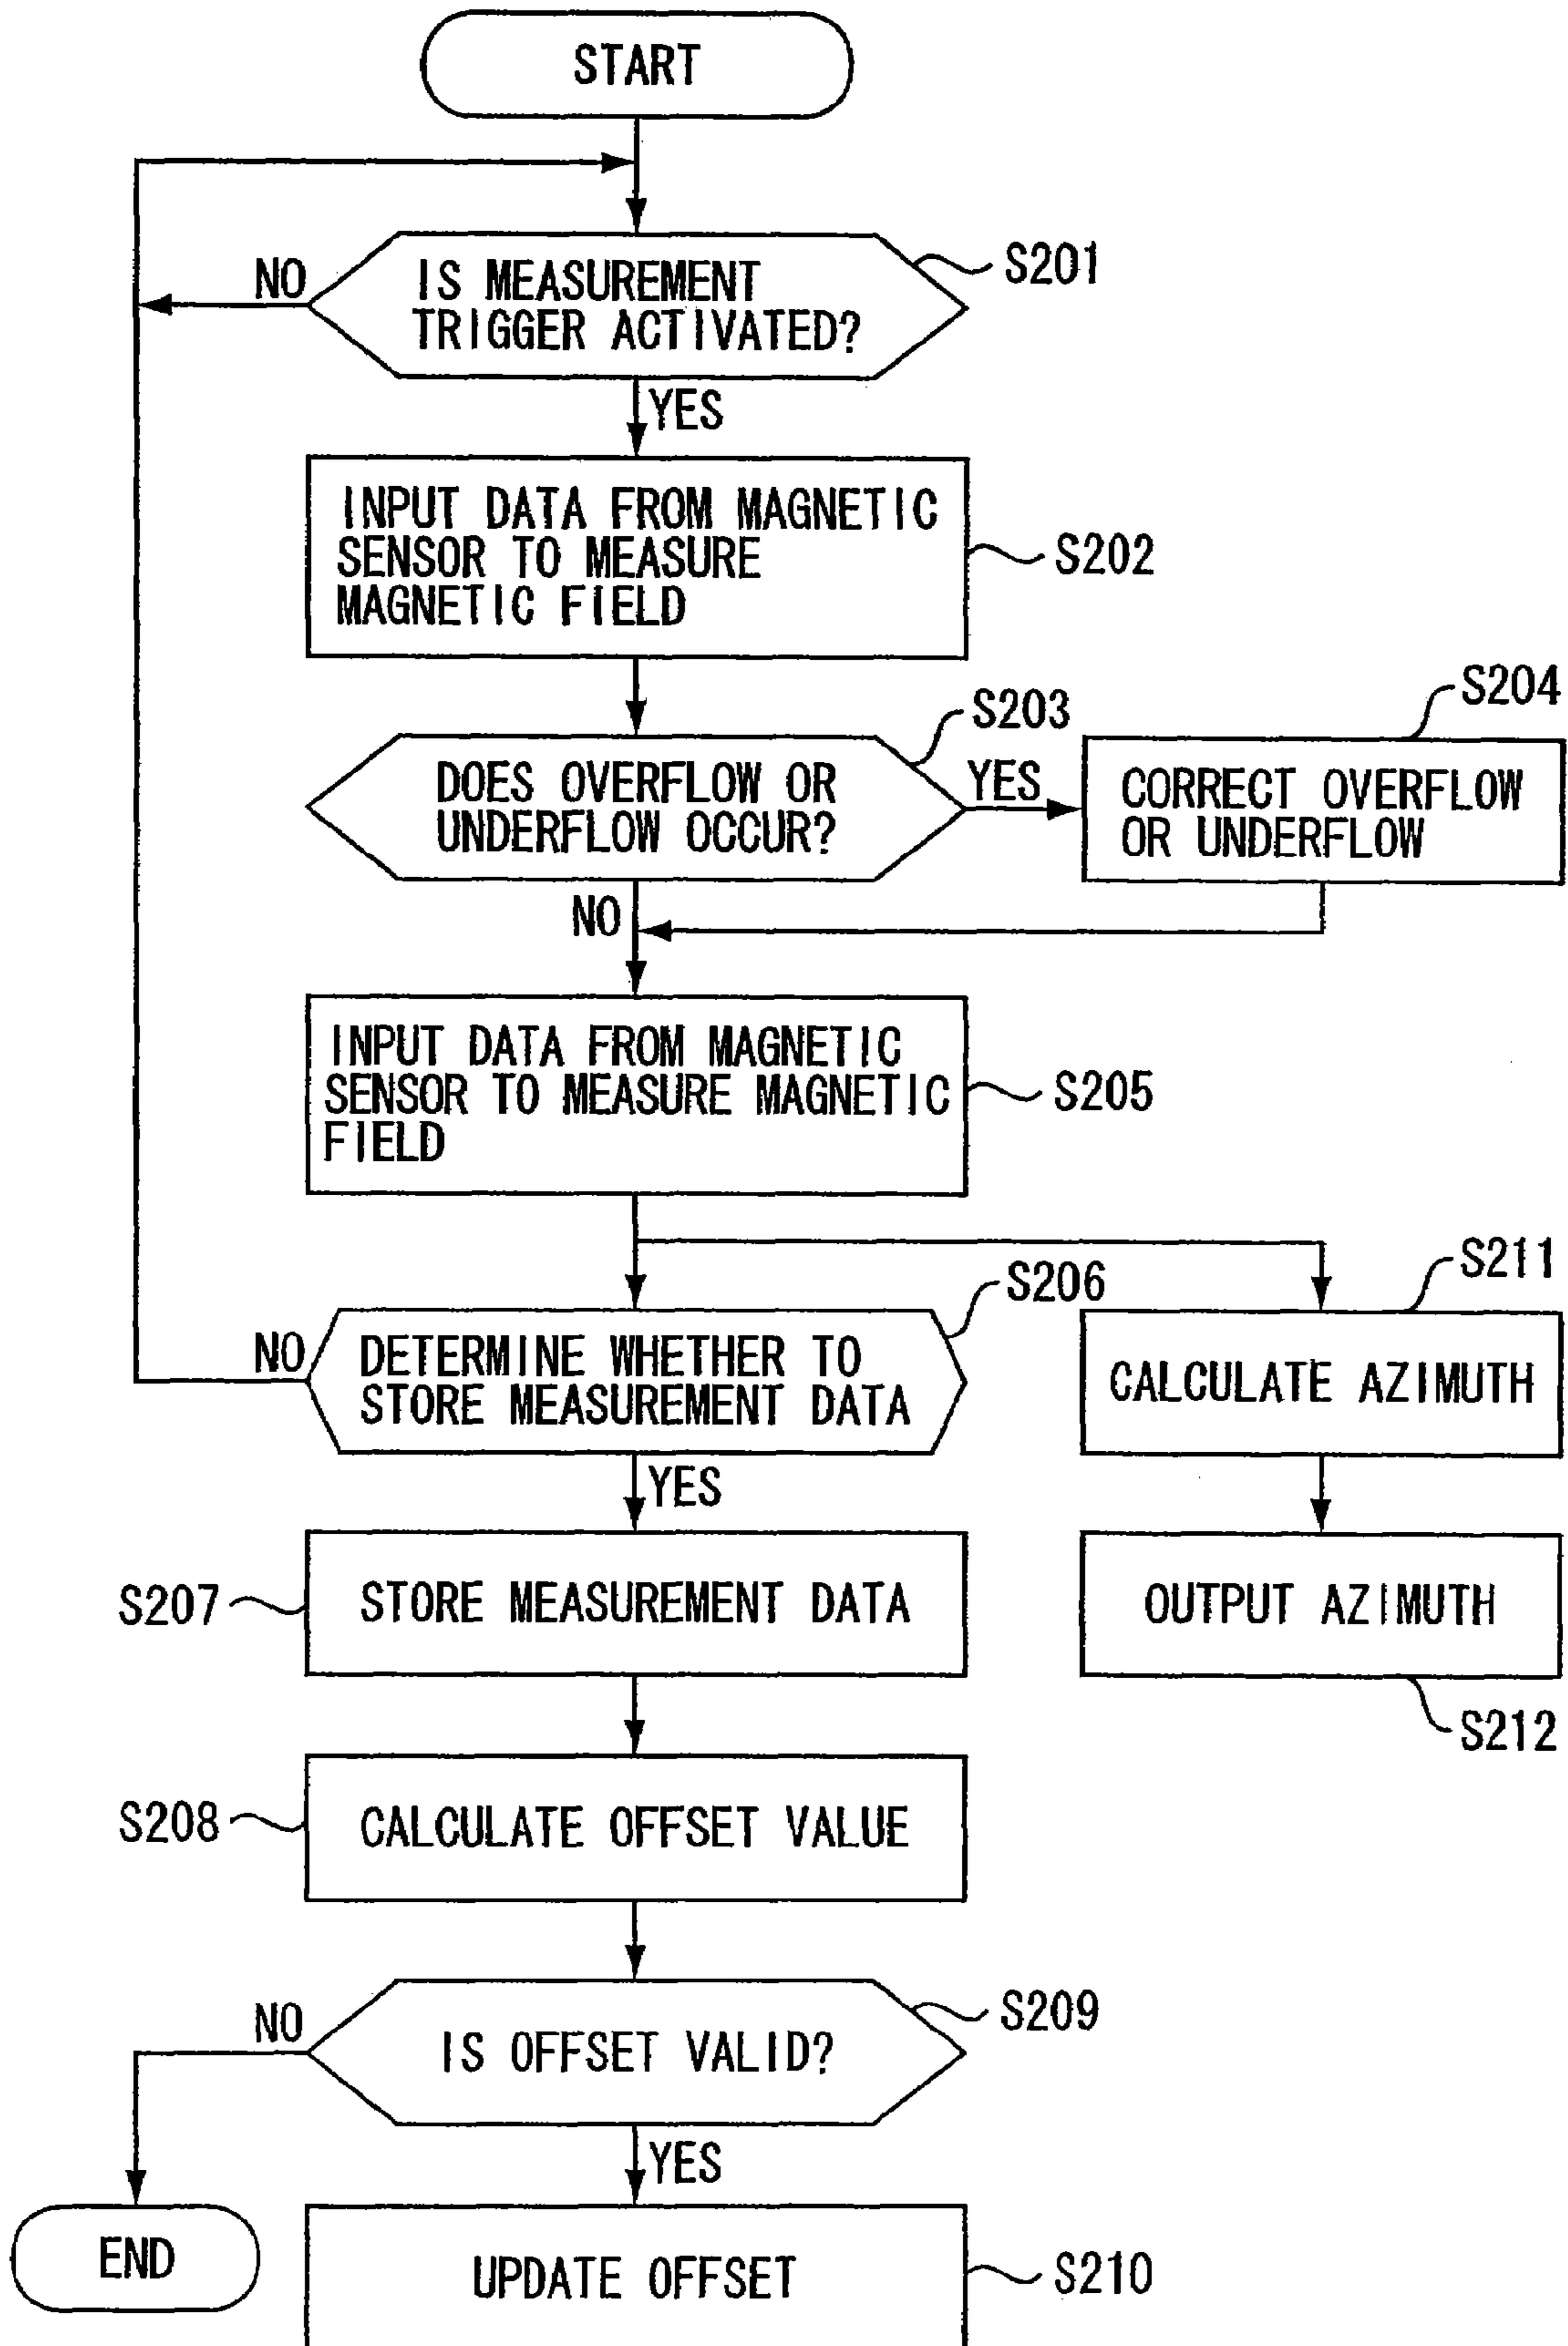 START
NO
IS MEASUREMENT
TRIGGER ACTIVATED?
S201
YES
INPUT DATA FROM MAGNETIC
SENSOR TO MEASURE
MAGNETIC FIELD
S202
S203
S204
DOES OVERFLOW OR
UNDERFLOW OCCUR?
YES
CORRECT OVERFLOW
OR UNDERFLOW
NO
INPUT DATA FROM MAGNETIC
SENSOR TO MEASURE MAGNETIC
FIELD
S205
S206
S211
NO
DETERMINE WHETHER TO
STORE MEASUREMENT DATA
CALCULATE AZIMUTH
YES
S207
STORE MEASUREMENT DATA
OUTPUT AZIMUTH
S212
S208
CALCULATE OFFSET VALUE
NO
IS OFFSET VALID?
S209
YES
END
UPDATE OFFSET
S210